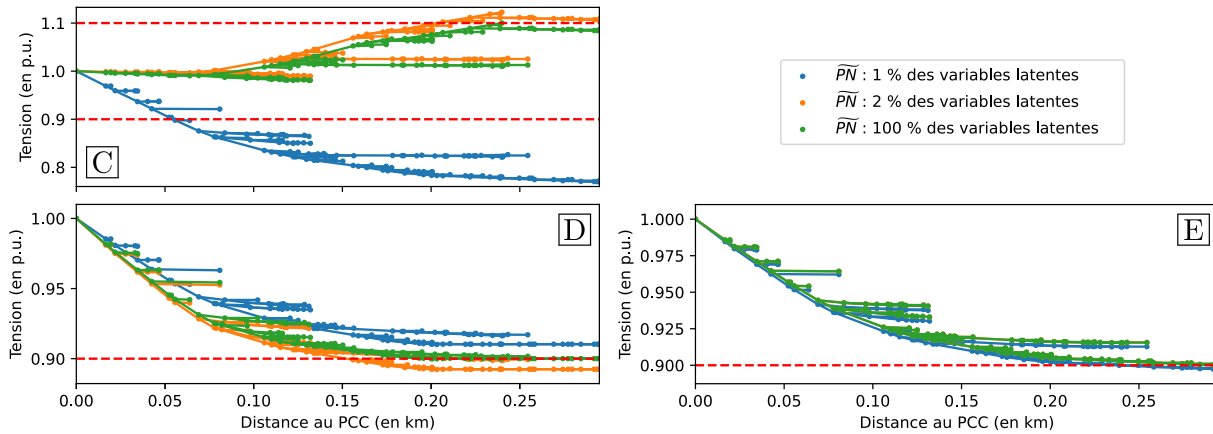 1.1
1.0
0.9
0.8
Tension (en p.u.)
C
PN : 1 % des variables latentes
PN : 2 % des variables latentes
PN : 100 % des variables latentes
1.00
0.95
0.90
Tension (en p.u.)
D
0.00
0.05
0.10
0.15
0.20
0.25
Distance au PCC (en km)
1.000
0.975
0.950
0.925
0.900
Tension (en p.u.)
E
0.00
0.05
0.10
0.15
0.20
0.25
Distance au PCC (en km)